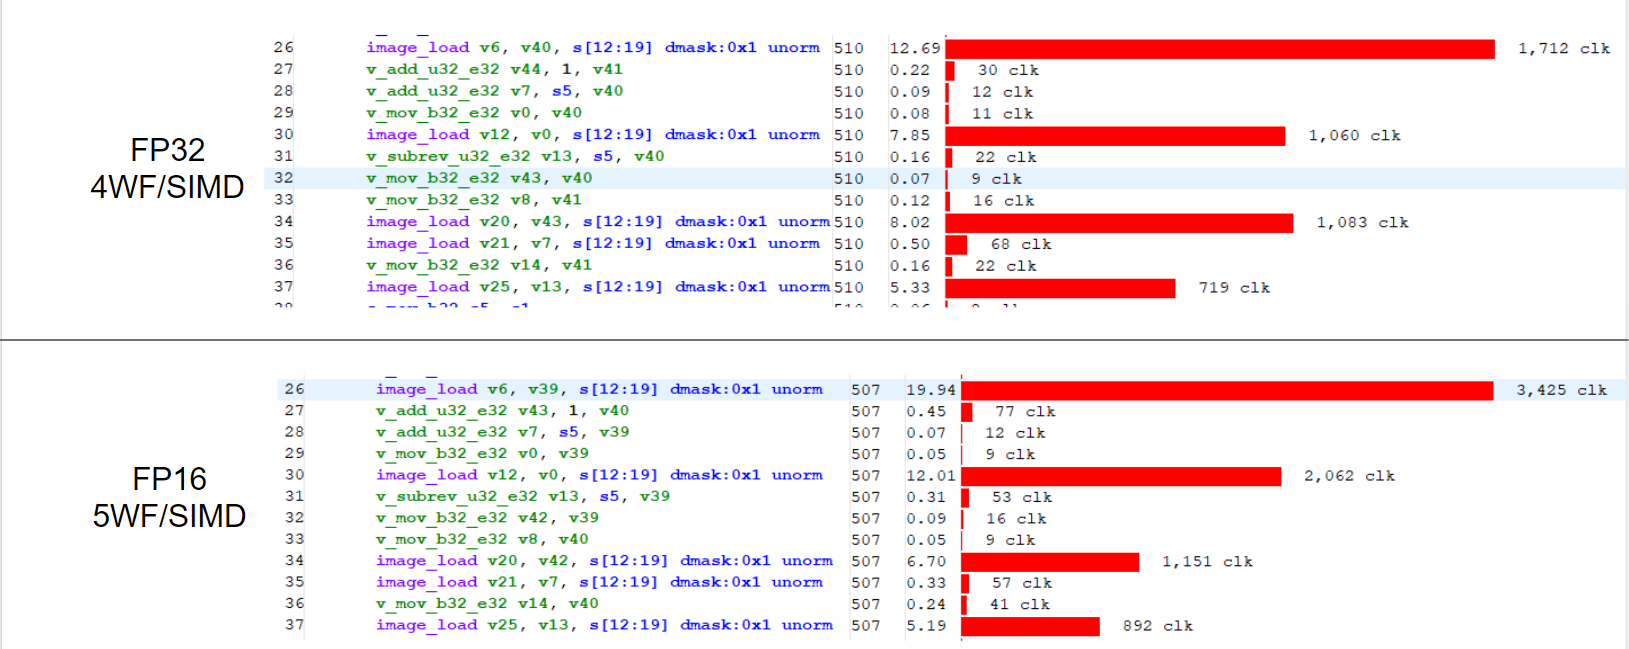 26 image_load v6, v40, s[12:19] dmask:0x1 unorm 510 12.69 1,712 clk
27 v_add_u32_e32 v44, 1, v41 510 0.22 30 clk
28 v_add_u32_e32 v7, s5, v40 510 0.09 12 clk
29 v_mov_b32_e32 v0, v40 510 0.08 11 clk
FP32
30 image_load v12, v0, s[12:19] dmask:0x1 unorm 510 7.85 1,060 clk
31 v_subrev_u32_e32 v13, s5, v40 510 0.16 22 clk
4WF/SIMD
32 v_mov_b32_e32 v43, v40 510 0.07 9 clk
33 v_mov_b32_e32 v8, v41 510 0.12 16 clk
34 image_load v20, v43, s[12:19] dmask:0x1 unorm 510 8.02 1,083 clk
35 image_load v21, v7, s[12:19] dmask:0x1 unorm 510 0.50 68 clk
36 v_mov_b32_e32 v14, v41 510 0.16 22 clk
37 image_load v25, v13, s[12:19] dmask:0x1 unorm 510 5.33 719 clk
26 image_load v6, v39, s[12:19] dmask:0x1 unorm 507 19.94 3,425 clk
27 v_add_u32_e32 v43, 1, v40 507 0.45 77 clk
28 v_add_u32_e32 v7, s5, v39 507 0.07 12 clk
29 v_mov_b32_e32 v0, v39 507 0.05 9 clk
FP16
30 image_load v12, v0, s[12:19] dmask:0x1 unorm 507 12.01 2,062 clk
31 v_subrev_u32_e32 v13, s5, v39 507 0.31 53 clk
5WF/SIMD
32 v_mov_b32_e32 v42, v39 507 0.09 16 clk
33 v_mov_b32_e32 v8, v40 507 0.05 9 clk
34 image_load v20, v42, s[12:19] dmask:0x1 unorm 507 6.70 1,151 clk
35 image_load v21, v7, s[12:19] dmask:0x1 unorm 507 0.33 57 clk
36 v_mov_b32_e32 v14, v40 507 0.24 41 clk
37 image_load v25, v13, s[12:19] dmask:0x1 unorm 507 5.19 892 clk